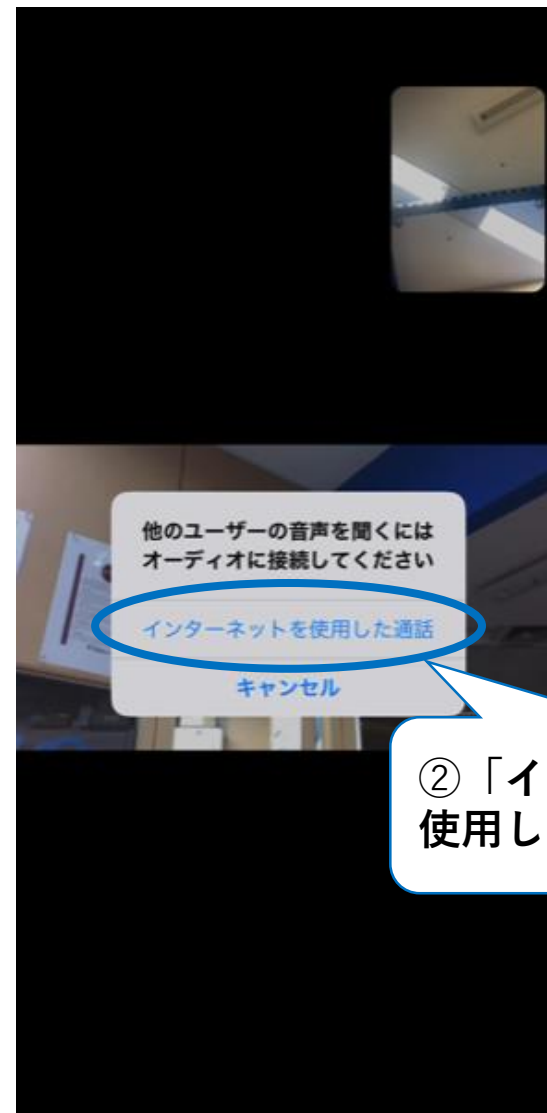 他のユーザーの音声を聞くには
オーディオに接続してください
インターネットを使用した通話
キャンセル
②「イ
使用し